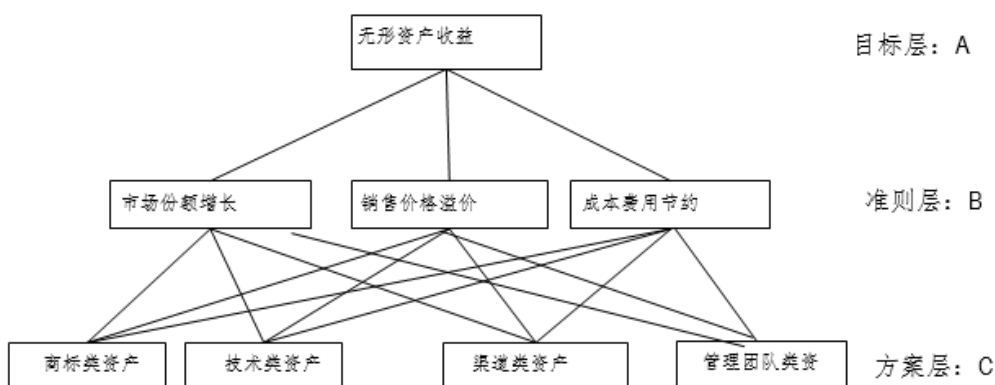 无形资产收益
目标层：A
市场份额增长
销售价格溢价
成本费用节约
准则层：B
商标类资产
技术类资产
渠道类资产
管理团队类资
方案层：C